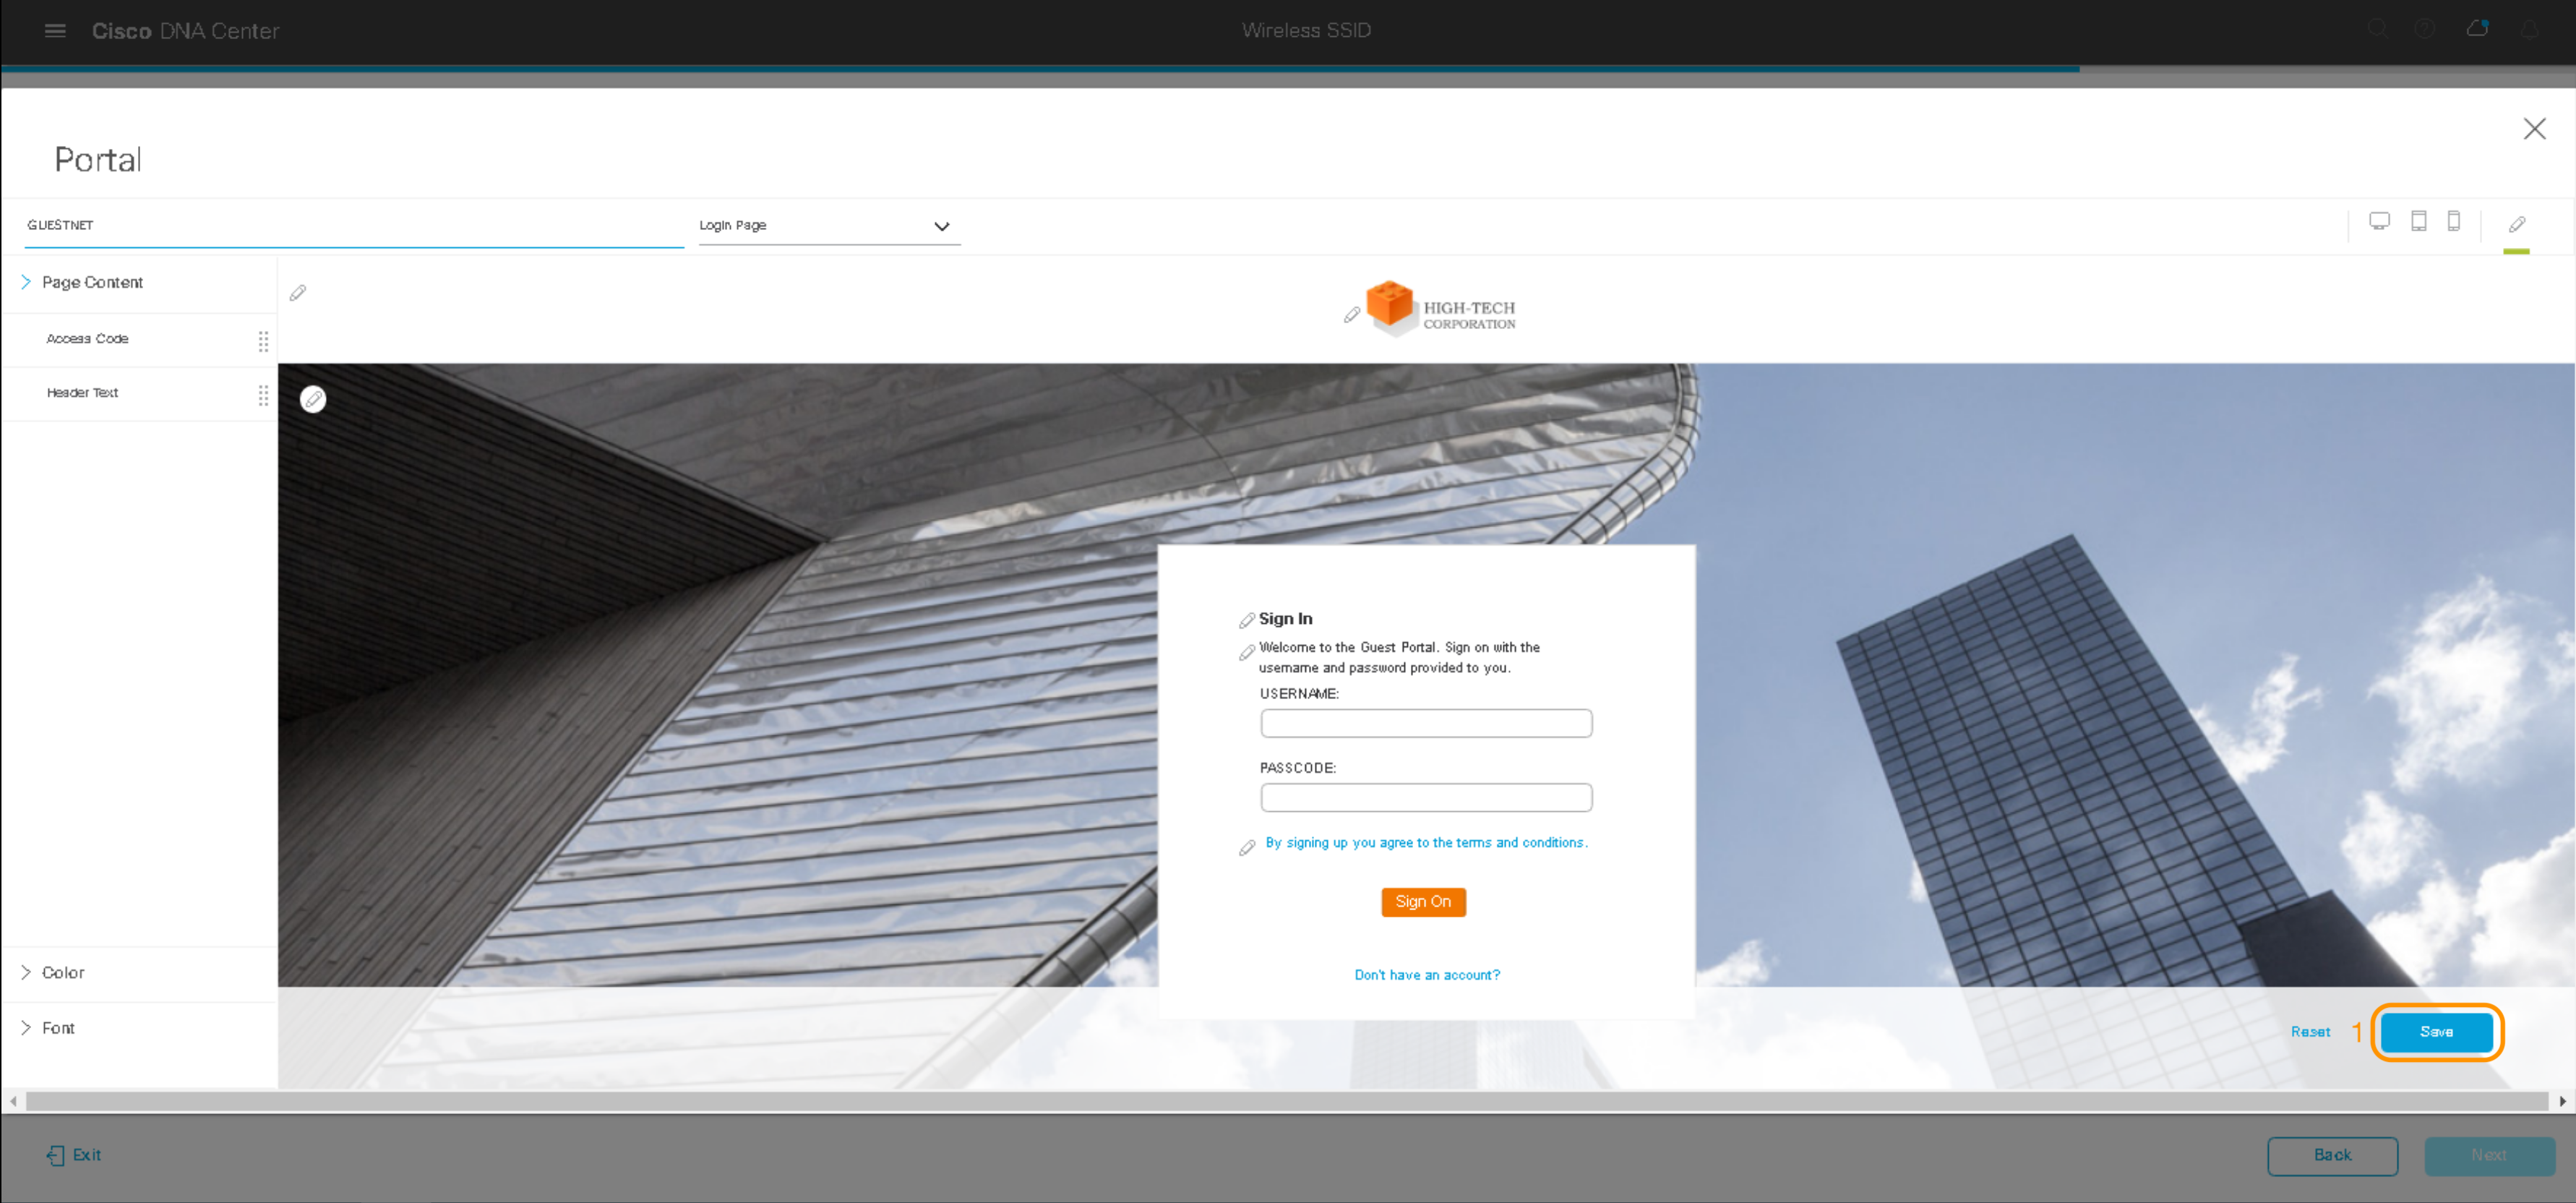 Cisco DNA Center
Wireless SSID
Portal
GUESTNET
Login Page
Page Content
Access Code
Header Text
HIGH-TECH
CORPORATION
Sign In
Welcome to the Guest Portal. Sign on with the
username and password provided to you.
USERNAME:
PASSCODE:
By signing up you agree to the terms and conditions.
Sign On
Don't have an account?
Color
Font
Reset
1
Save
Exit
Back
Next